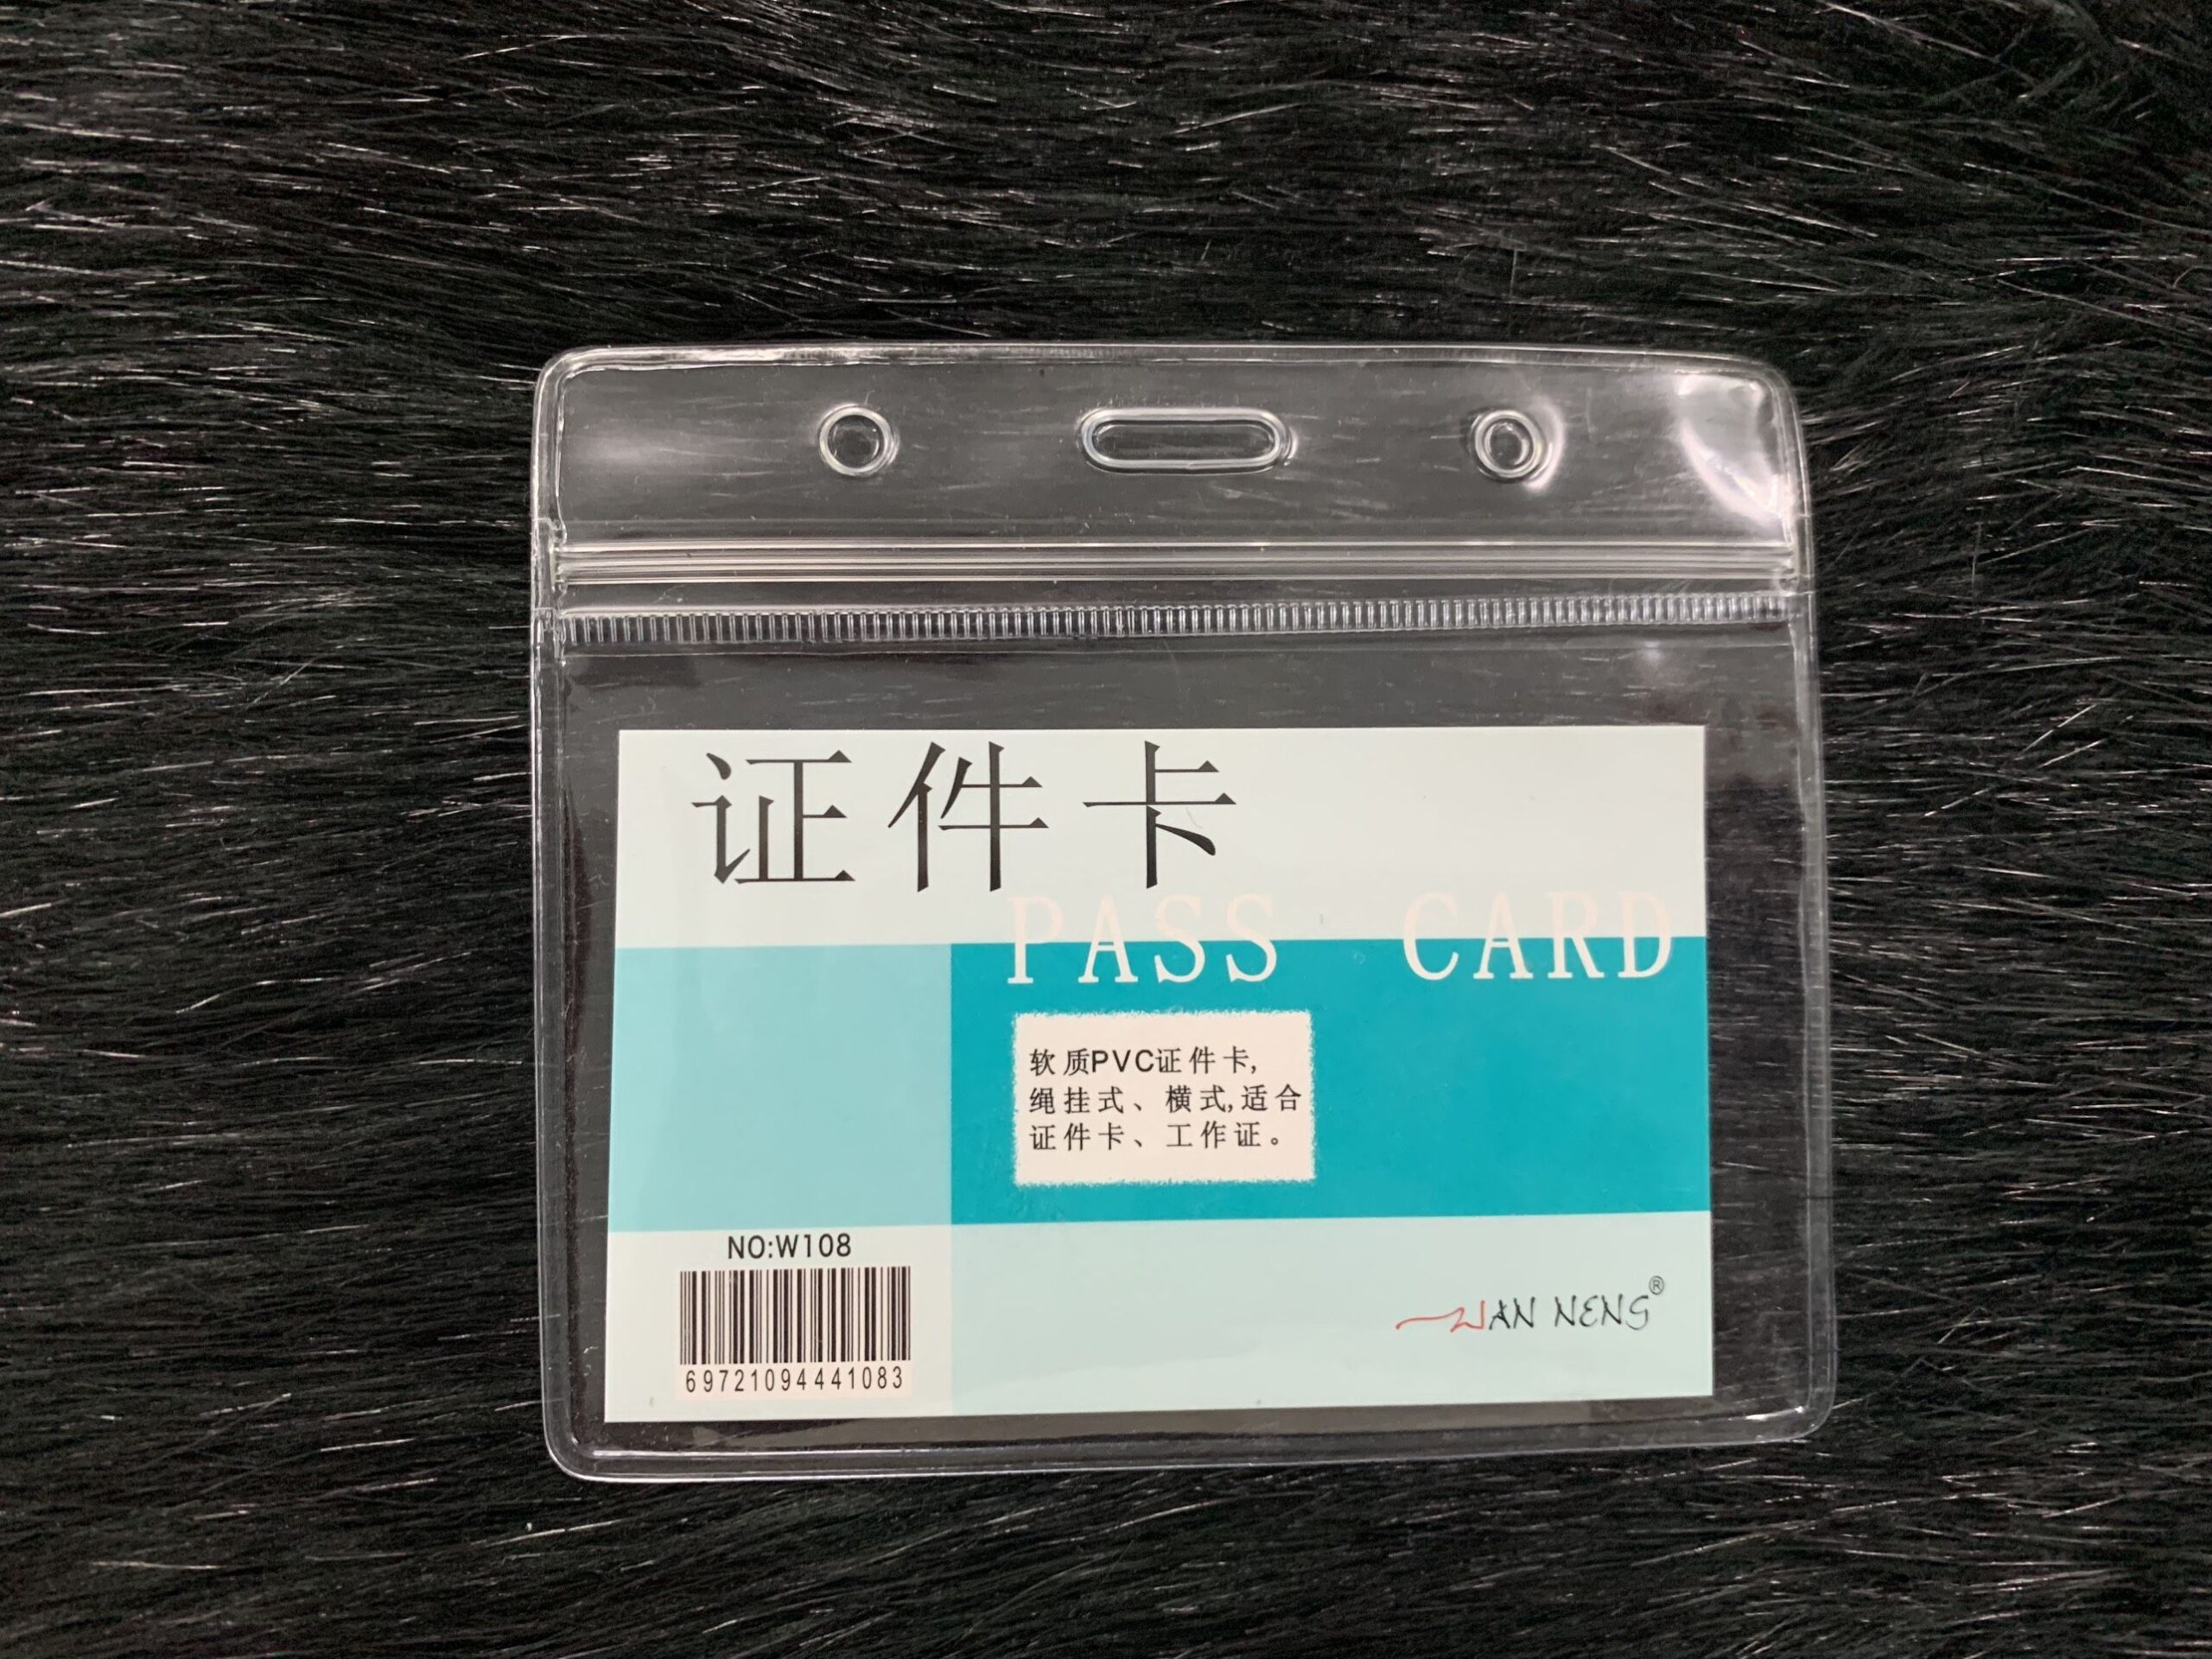 证件卡
PASS CARD
软质PVC证件卡,
绳挂式、横式,适合
证件卡、工作证。
NO:W108
69721094441083
WAN NENG®